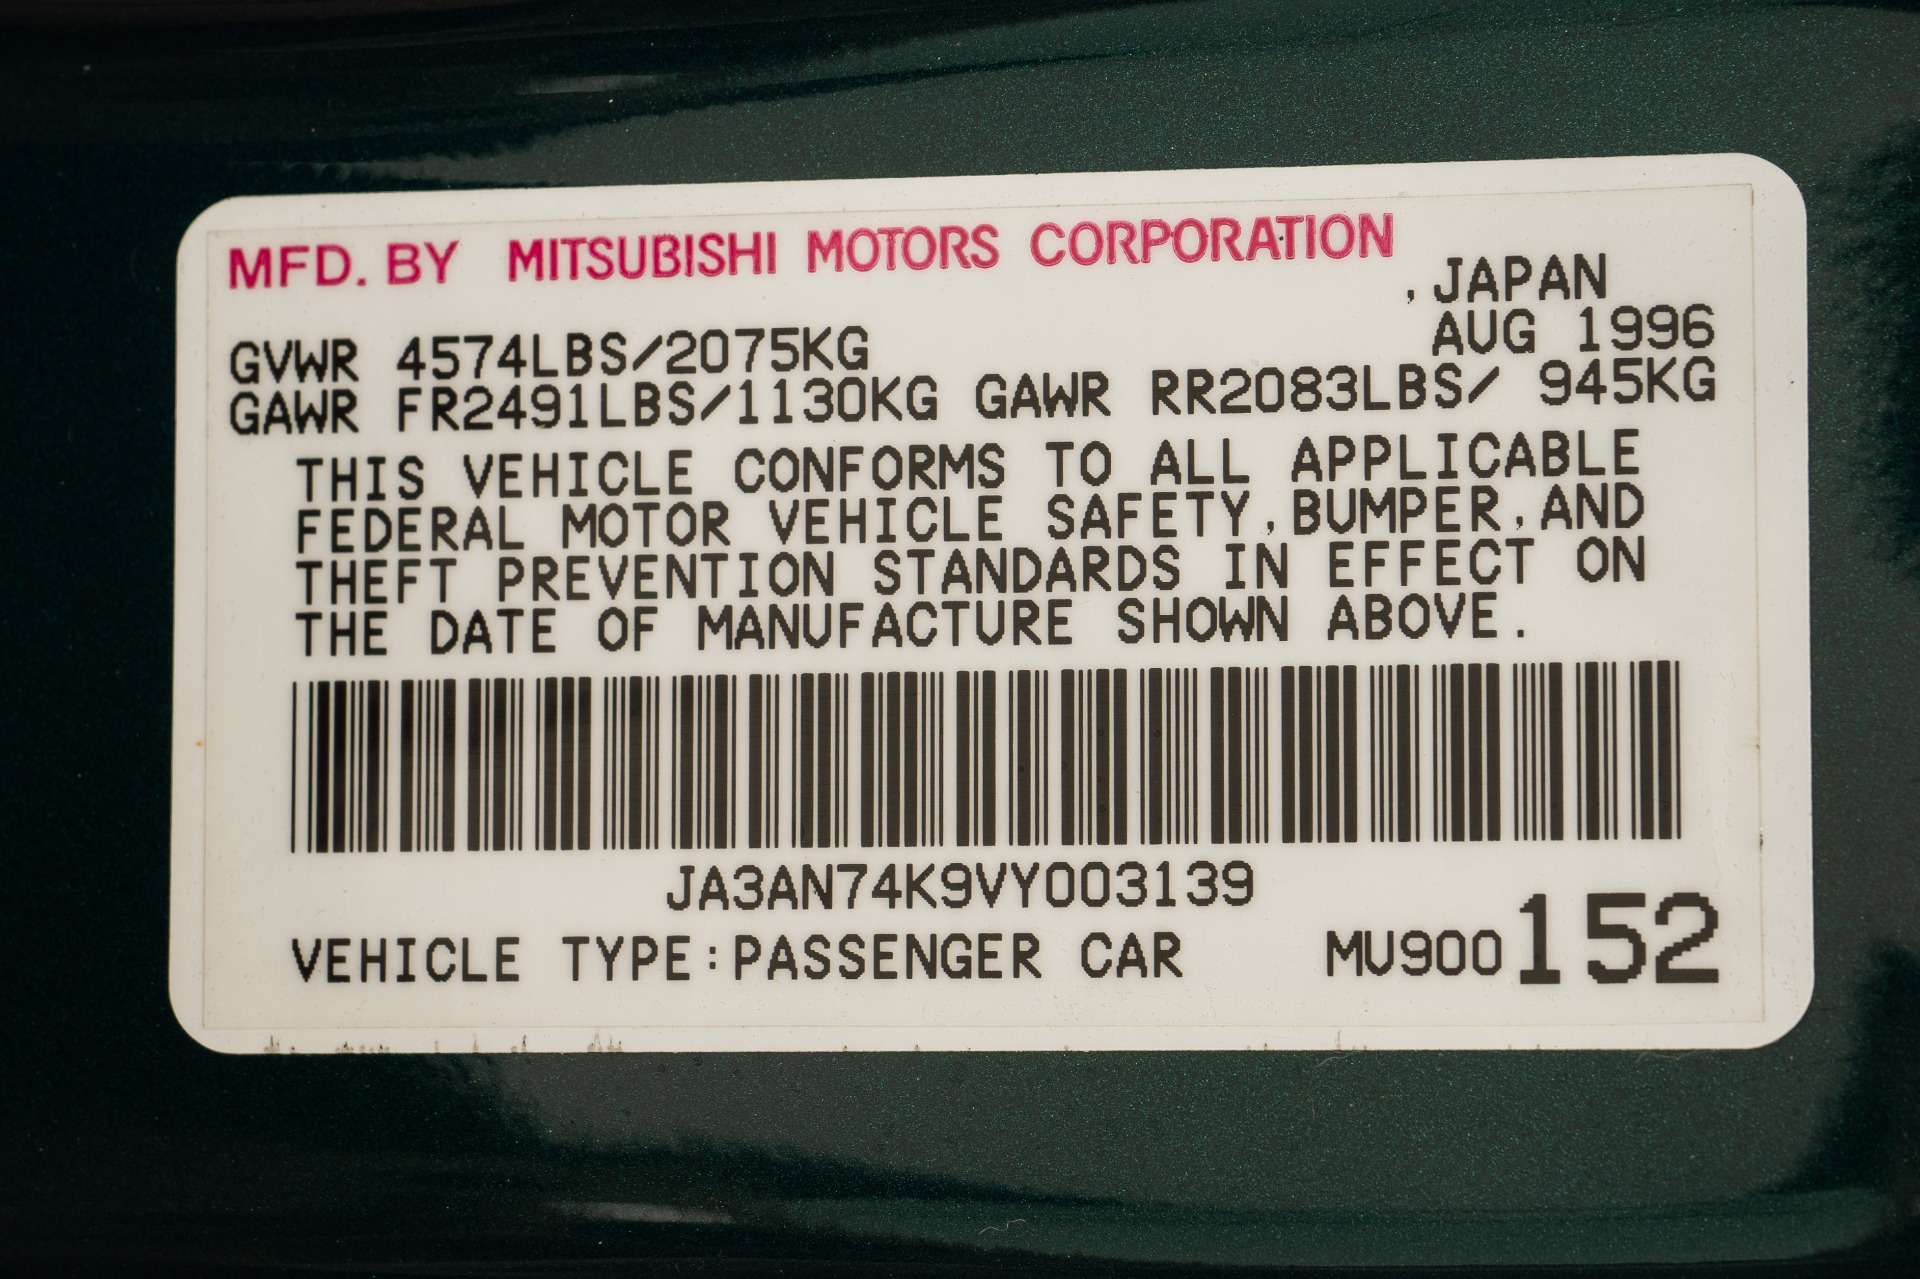 MFD. BY MITSUBISHI MOTORS CORPORATION
,JAPAN
AUG 1996
GVWR 4574LBS/2075KG
GAWR FR2491LBS/1130KG GAWR RR2083LBS/ 945KG
THIS VEHICLE CONFORMS TO ALL APPLICABLE
FEDERAL MOTOR VEHICLE SAFETY,BUMPER,AND
THEFT PREVENTION STANDARDS IN EFFECT ON
THE DATE OF MANUFACTURE SHOWN ABOVE.
JA3AN74K9VY003139
VEHICLE TYPE:PASSENGER CAR MU900152